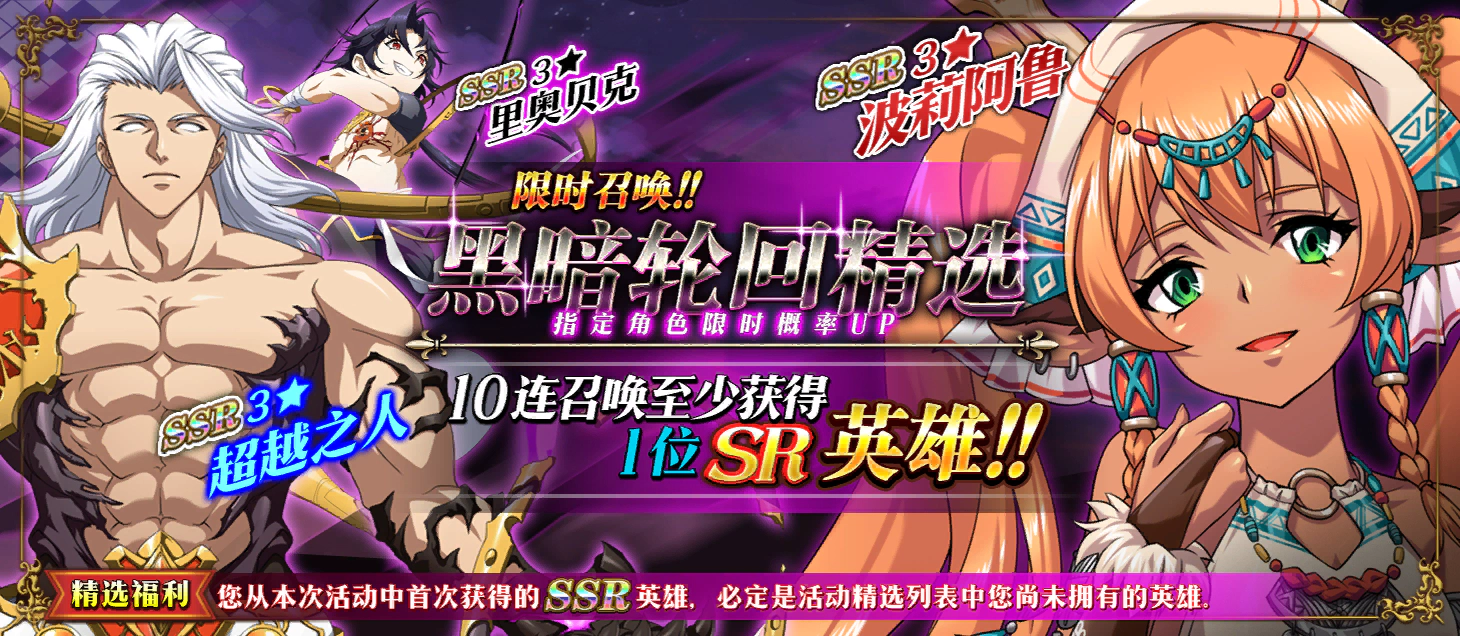 SSR 3★
里奥贝克
SSR 3★
波莉阿鲁
限时召唤!!
黑暗轮回精选
指定角色限时概率UP
SSR 3★
超越之人
10连召唤至少获得
1位SR英雄!!
精选福利
您从本次活动中首次获得的SSR英雄，必定是活动精选列表中您尚未拥有的英雄.